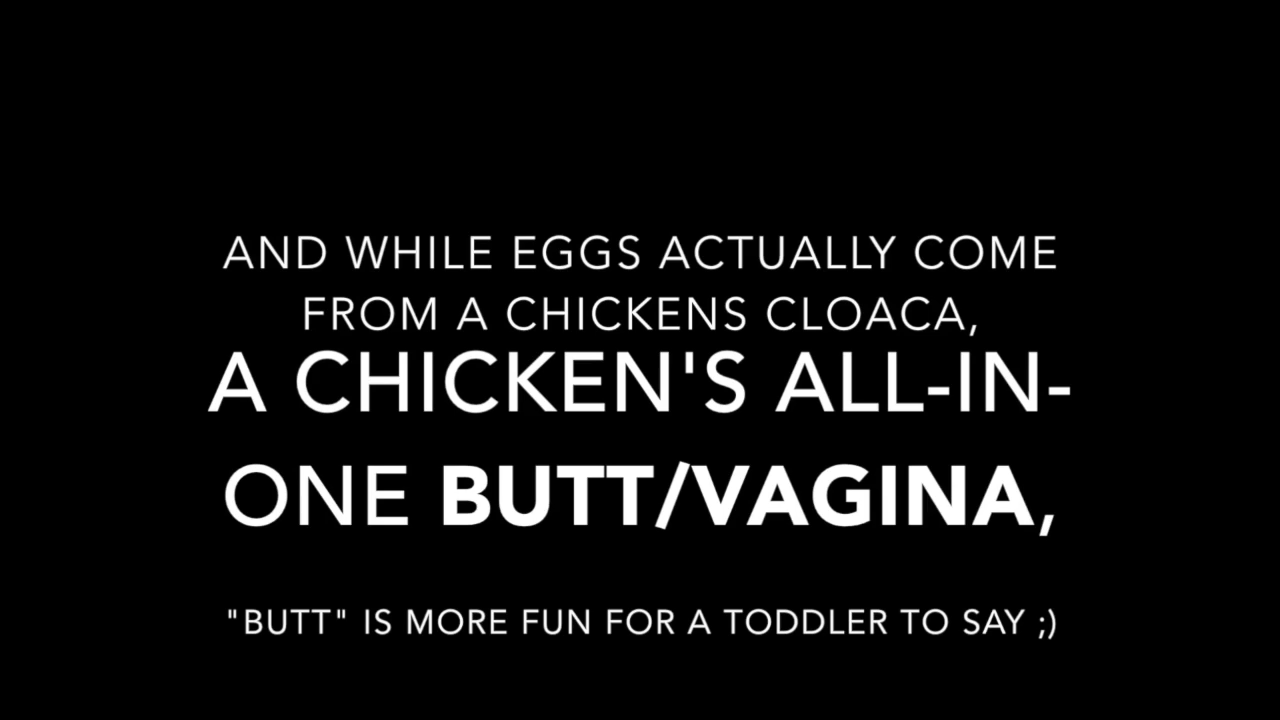 AND WHILE EGGS ACTUALLY COME
FROM A CHICKENS CLOACA,
A CHICKEN'S ALL-IN-
ONE BUTT/VAGINA,
"BUTT" IS MORE FUN FOR A TODDLER TO SAY ;)